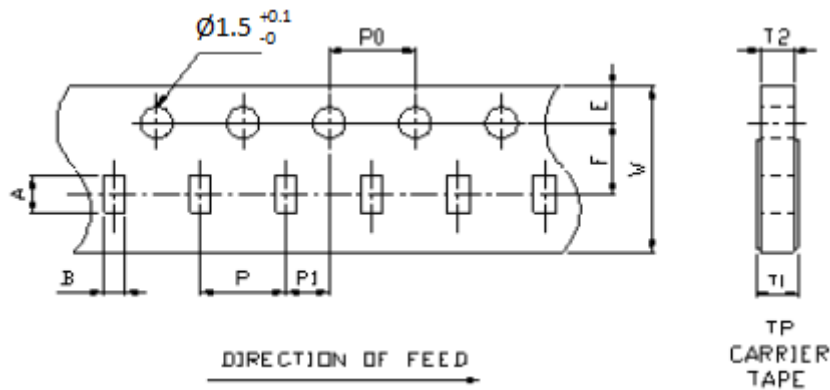 Ø1.5 +0.1 -0
P0
T2
E
F
W
A
B
P
P1
T1
DIRECTION OF FEED
TP
CARRIER
TAPE